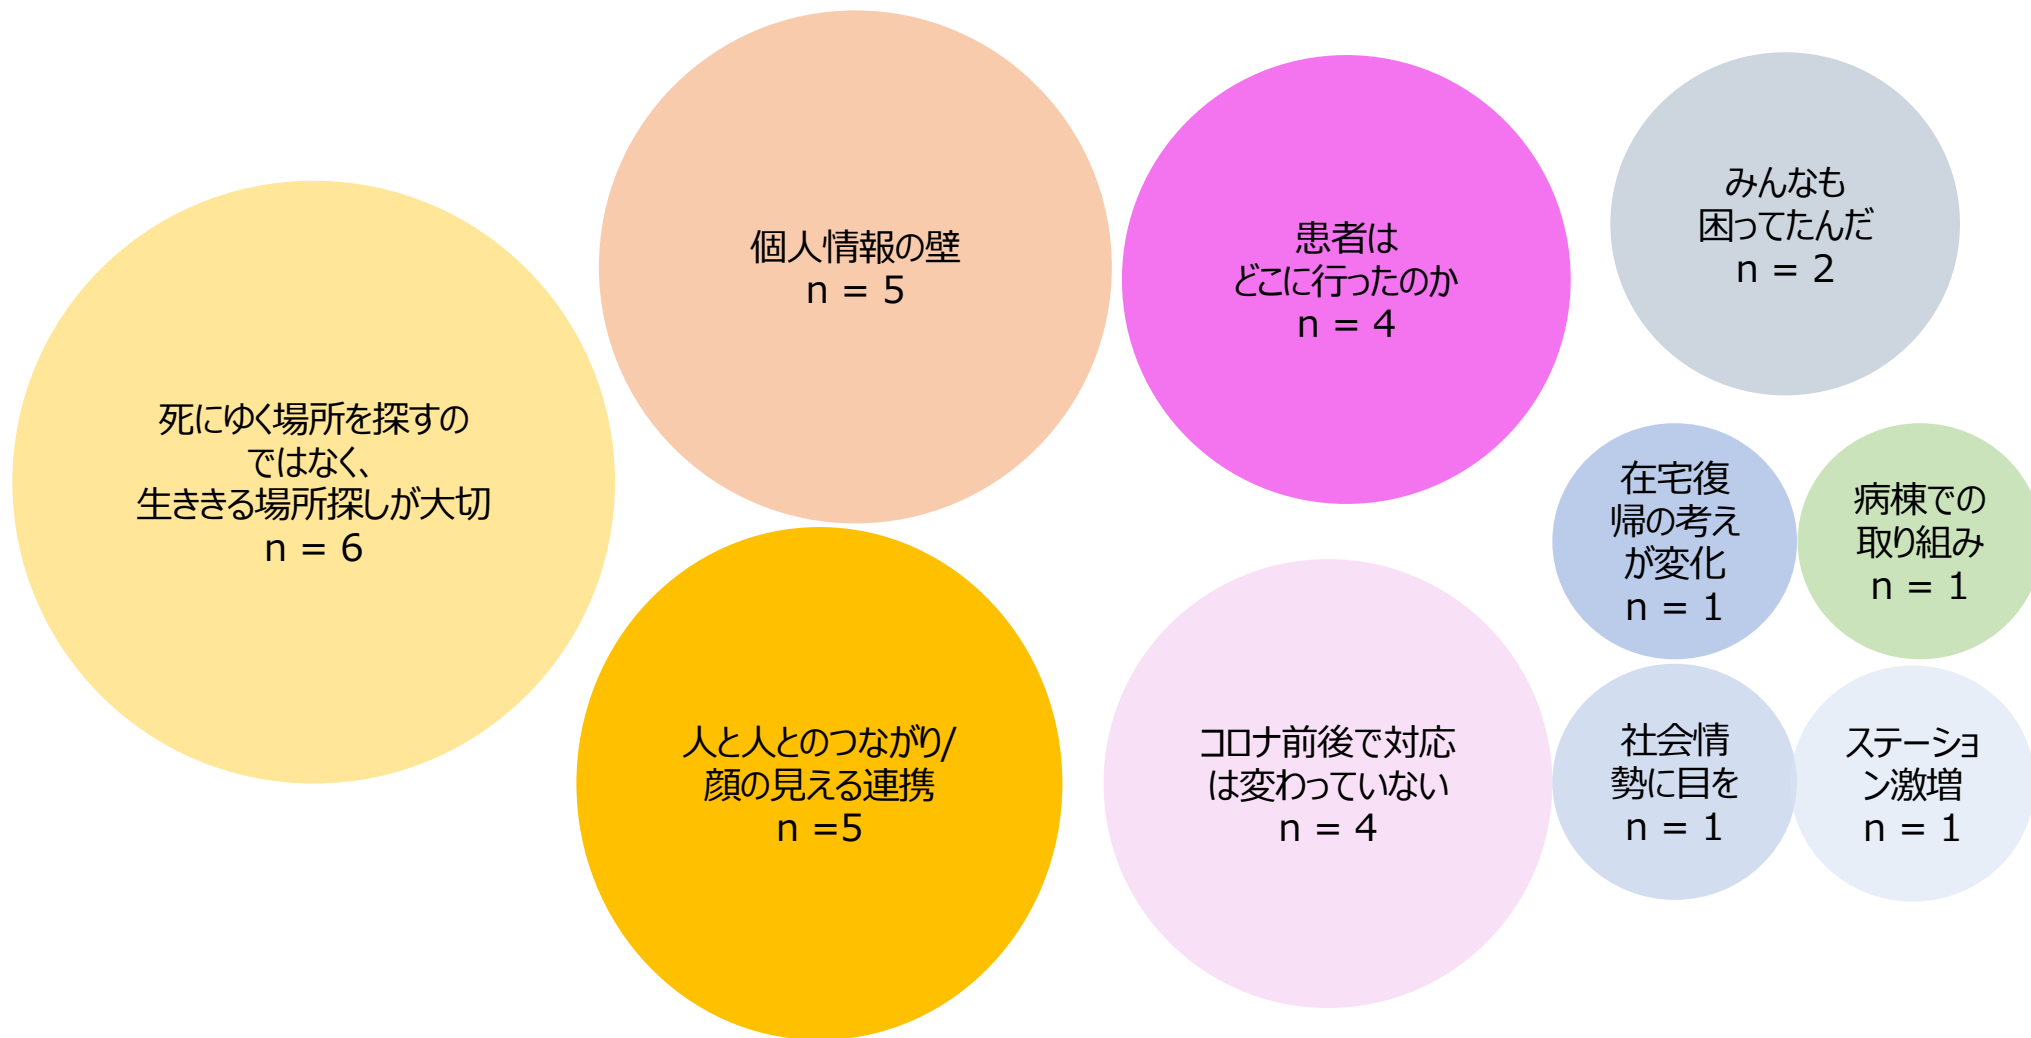 死にゆく場所を探すの
ではなく、
生ききる場所探しが大切
n = 6
個人情報の壁
n = 5
人と人とのつながり/
顔の見える連携
n =5
患者は
どこに行ったのか
n = 4
コロナ前後で対応
は変わっていない
n = 4
みんなも
困ってたんだ
n = 2
在宅復
帰の考え
が変化
n = 1
病棟での
取り組み
n = 1
社会情
勢に目を
n = 1
ステーショ
ン激増
n = 1